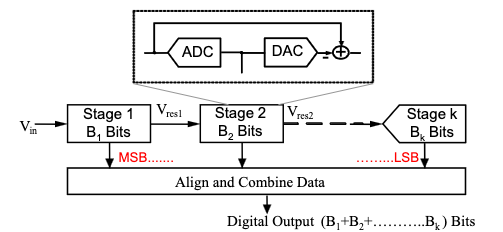 ADC
DAC
Stage 1
B1 Bits
Stage 2
B2 Bits
Stage k
Bk Bits
Vin
Vres1
Vres2
MSB.......
.........LSB
Align and Combine Data
Digital Output (B1+B2+...........Bk) Bits